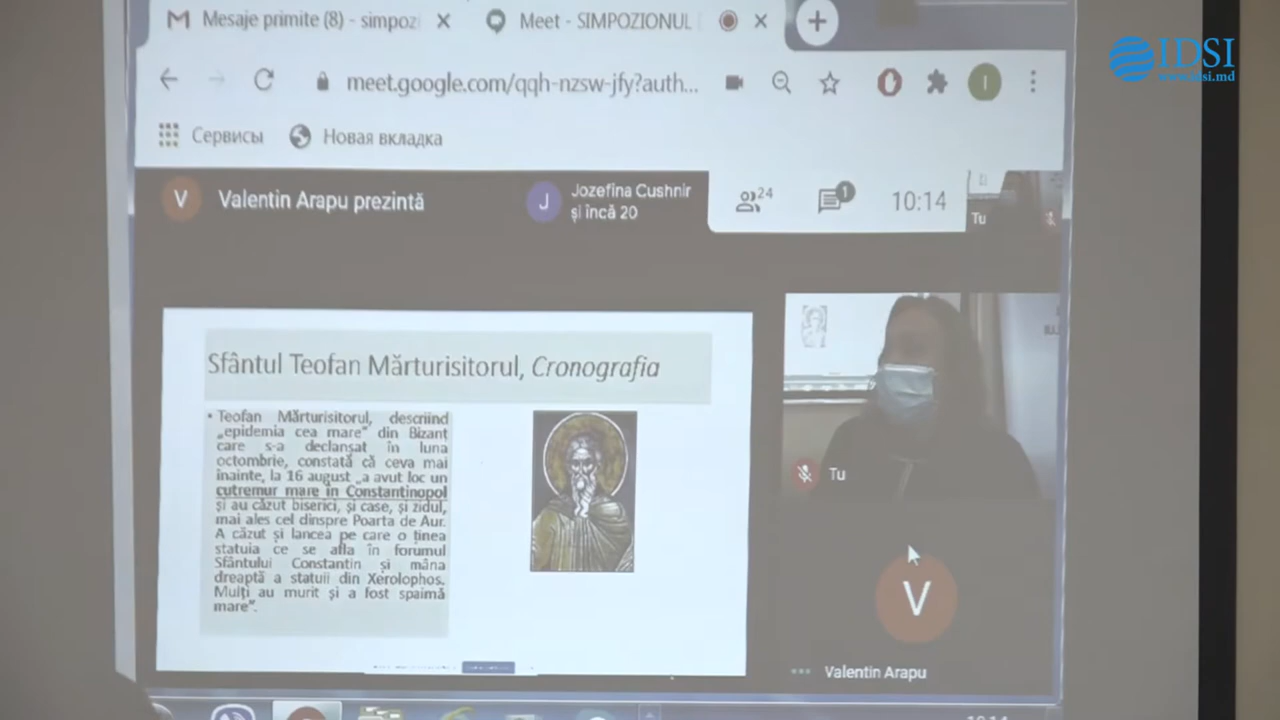 Mesaje primite (8) - simpoz
Meet - SIMPOZIONUL
IDSI
www.idsi.md
meet.google.com/qqh-nzsw-jfy?auth...
I
Сервисы
Новая вкладка
V
Valentin Arapu prezintă
J
Jozefina Cushnir
și încă 20
24
1
10:14
Tu
Sfântul Teofan Mărturisitorul, Cronografia
• Teofan Mărturisitorul, descriind
„epidemia cea mare" din Bizanț
care s-a declanșat în luna
octombrie, constată că ceva mai
înainte, la 16 august „a avut loc un
cutremur mare în Constantinopol
și au căzut biserici, și case, și zidul,
mai ales cel dinspre Poarta de Aur.
A căzut și lancea pe care o ținea
statuia ce se afla în forumul
Sfântului Constantin și mâna
dreaptă a statuii din Xerolophos.
Mulți au murit și a fost spaimă
mare".
Tu
V
Valentin Arapu
10:14